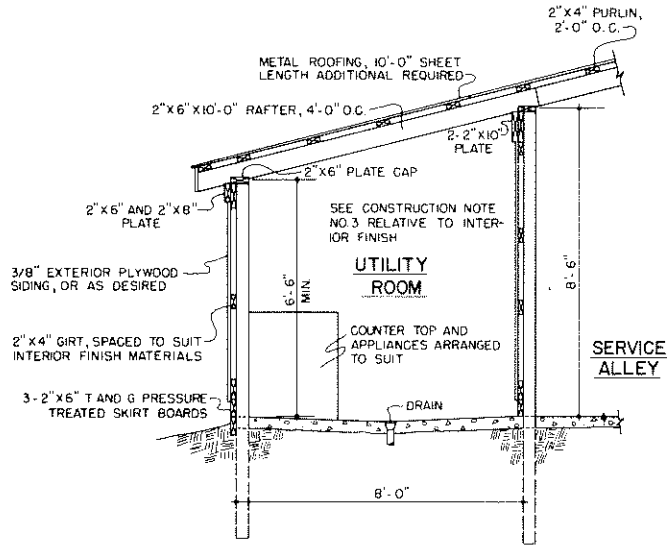 2"X4" PURLIN,
2'-0" O.C.
METAL ROOFING, 10'-0" SHEET
LENGTH ADDITIONAL REQUIRED
2"X6"X10'-0" RAFTER, 4'-0" O.C.
2-2"X10"
PLATE
2"X6" PLATE CAP
2"X6" AND 2"X8"
PLATE
SEE CONSTRUCTION NOTE
NO.3 RELATIVE TO INTER-
IOR FINISH
3/8" EXTERIOR PLYWOOD
SIDING, OR AS DESIRED
UTILITY
ROOM
6'-6"
MIN.
8'-6"
2"X4" GIRT, SPACED TO SUIT
INTERIOR FINISH MATERIALS
COUNTER TOP AND
APPLIANCES ARRANGED
TO SUIT
SERVICE
ALLEY
3-2"X6" T AND G PRESSURE
TREATED SKIRT BOARDS
DRAIN
8'-0"